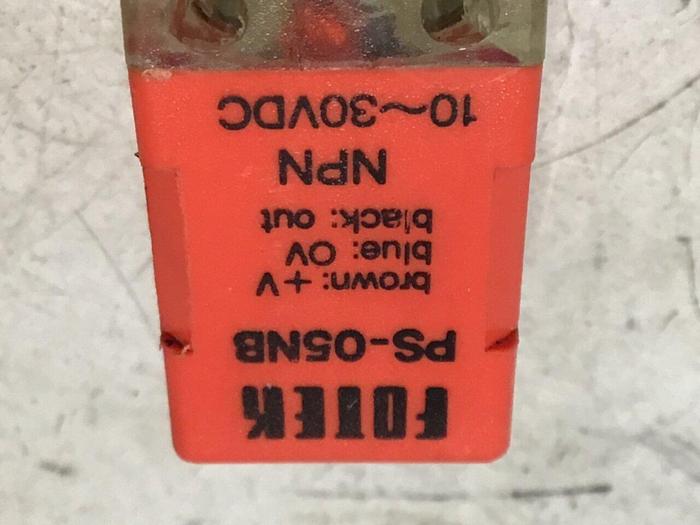 FOTEK
PS-05NB
brown: +V
blue: 0V
black: out
NPN
10～30VDC